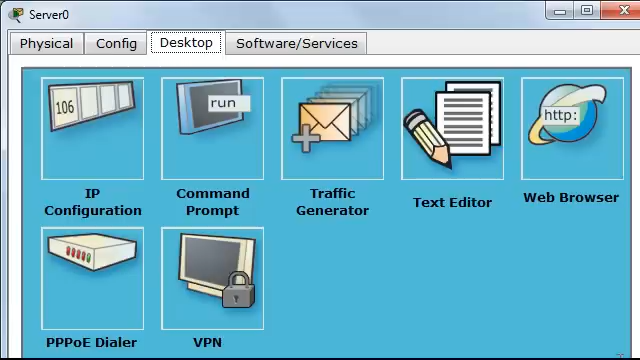 Server0
Physical Config Desktop Software/Services
106
run
http:
IP
Configuration
Command
Prompt
Traffic
Generator
Text Editor
Web Browser
PPPoE Dialer
VPN